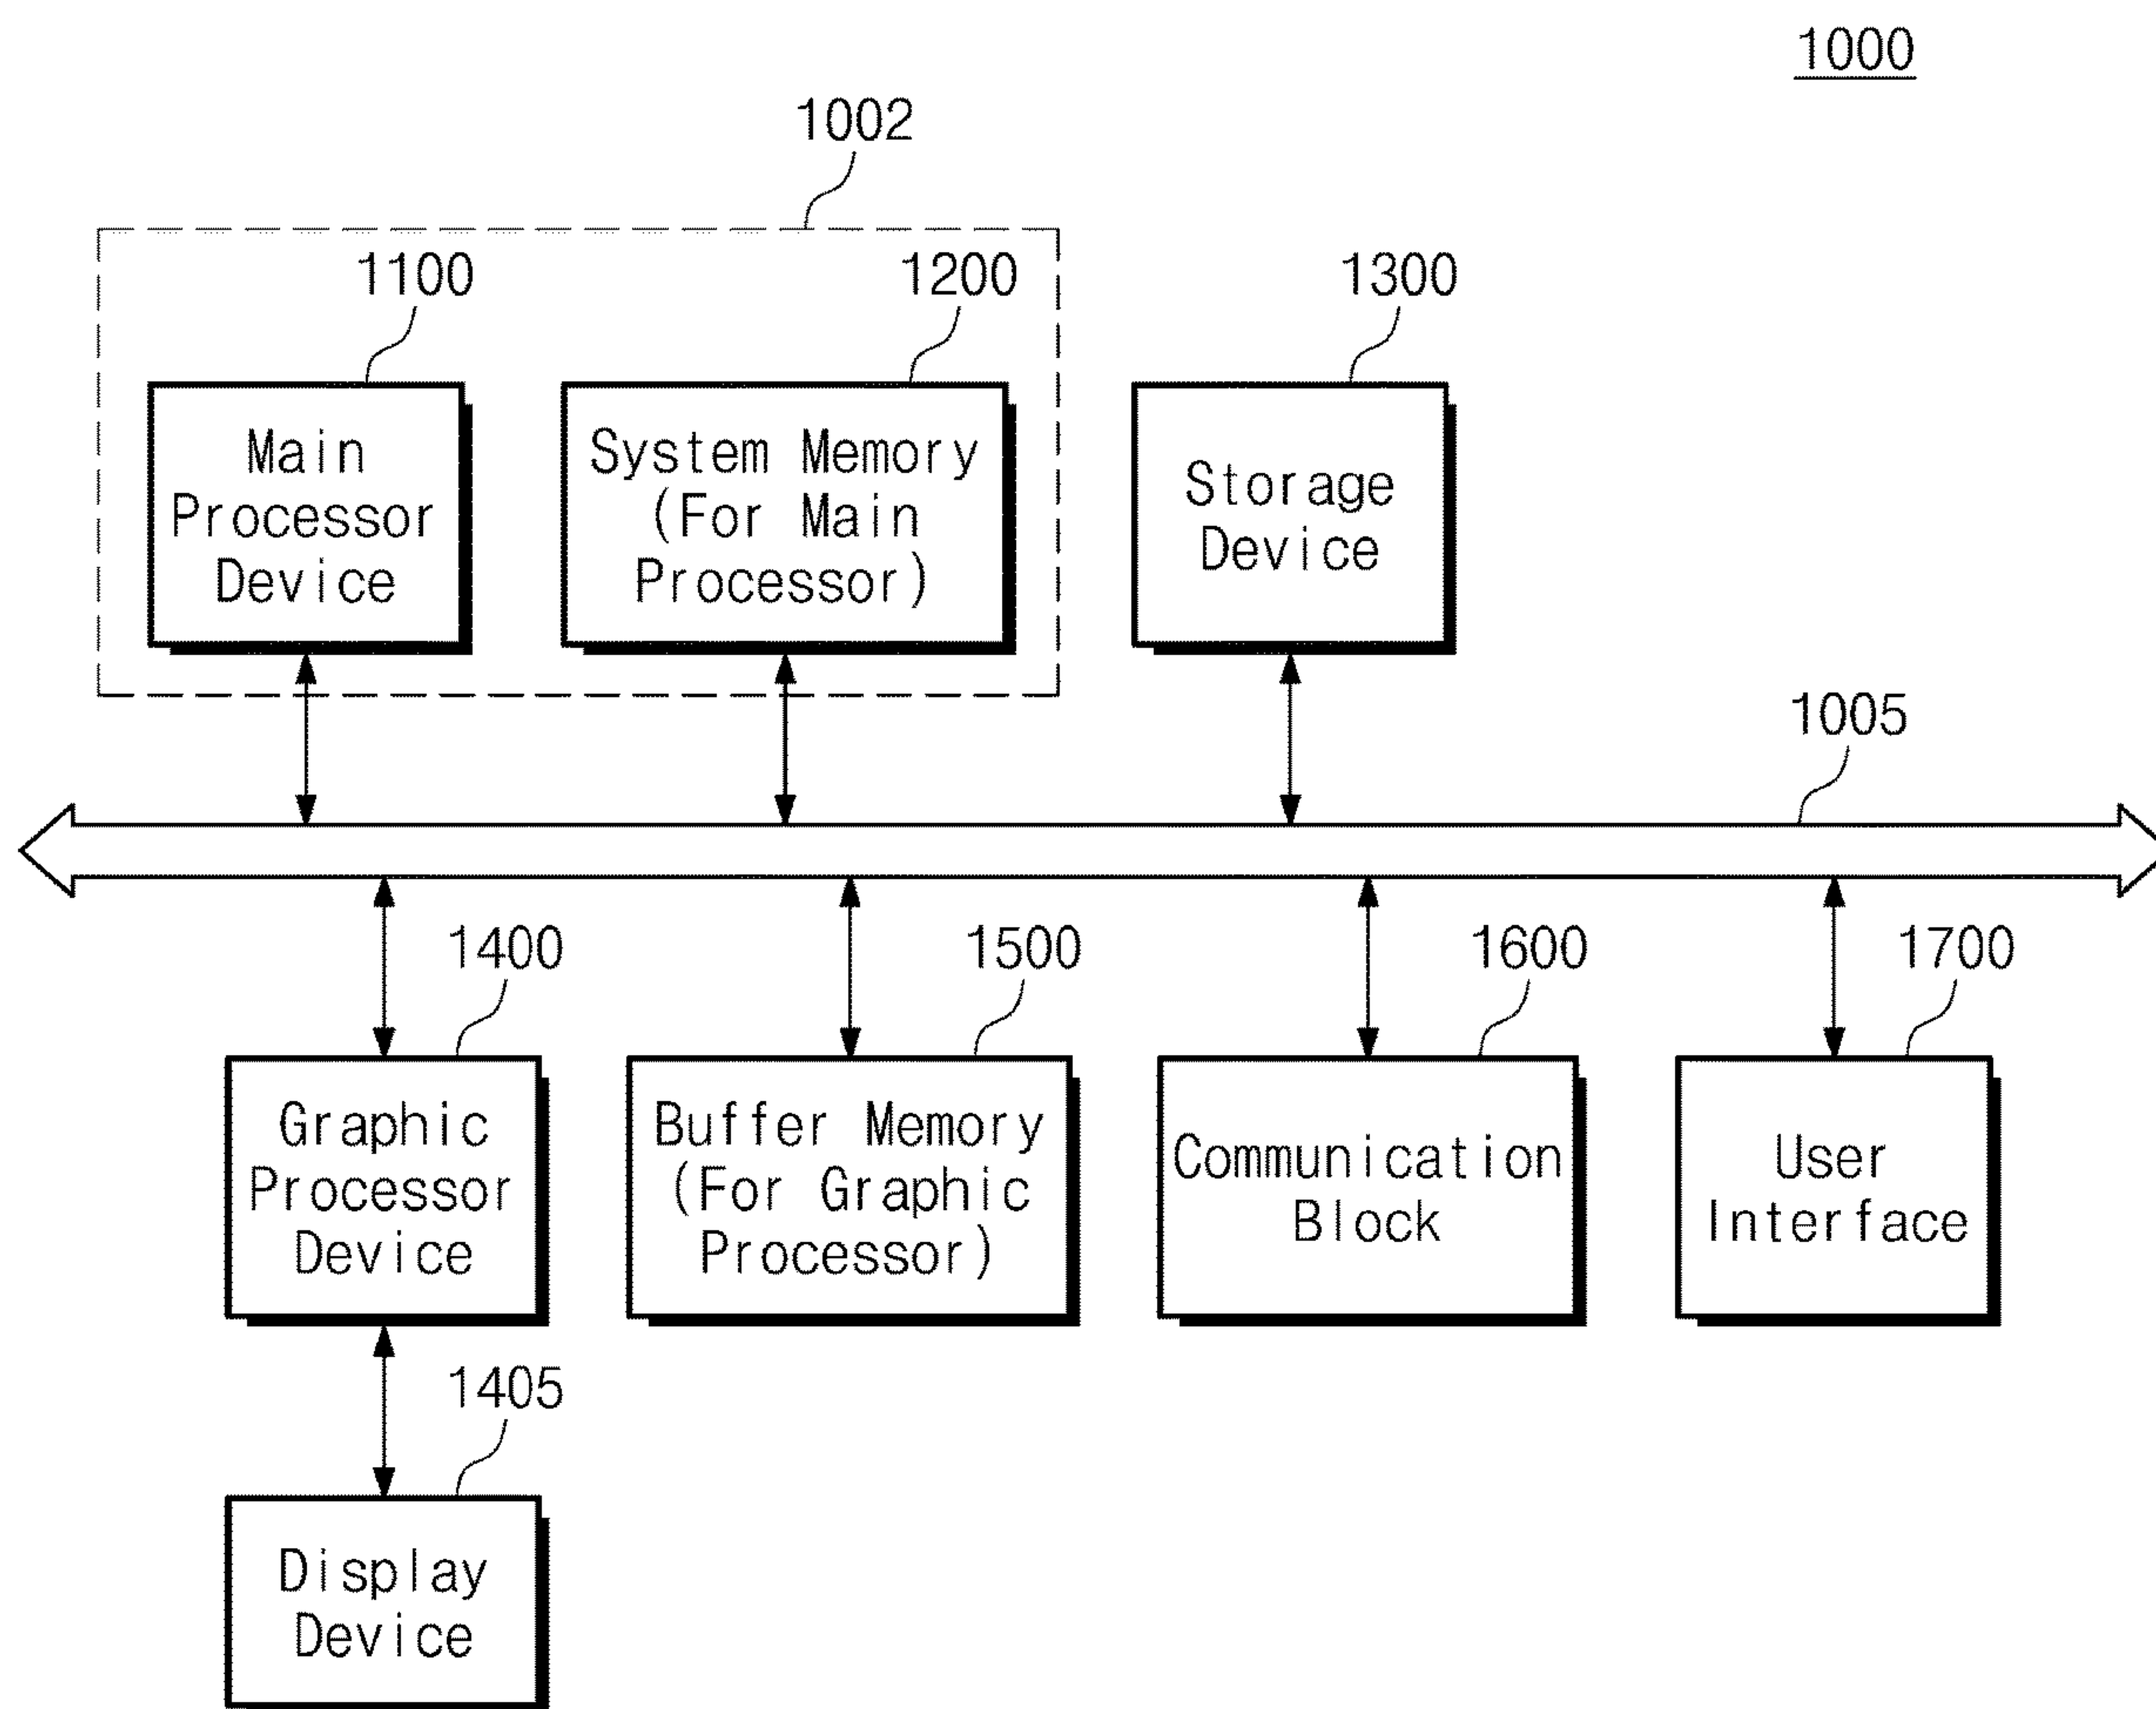 1000
1002
1100
1200
1300
Main
Processor
Device
System Memory
(For Main
Processor)
Storage
Device
1005
1400
1500
1600
1700
Graphic
Processor
Device
Buffer Memory
(For Graphic
Processor)
Communication
Block
User
Interface
1405
Display
Device